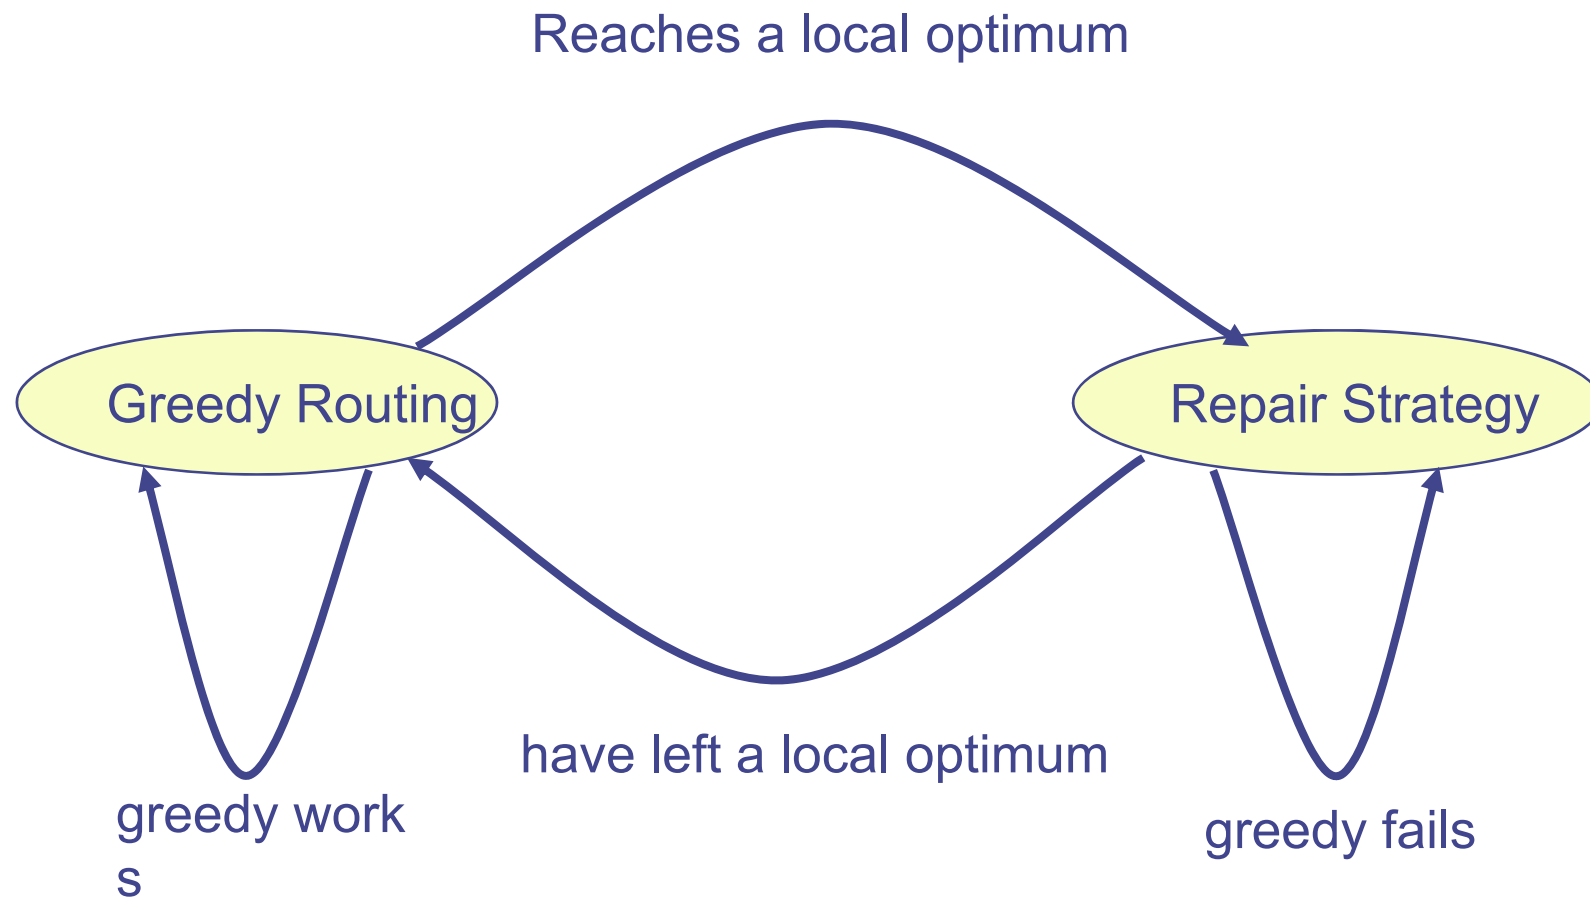 Reaches a local optimum
Greedy Routing
Repair Strategy
have left a local optimum
greedy work
s
greedy fails